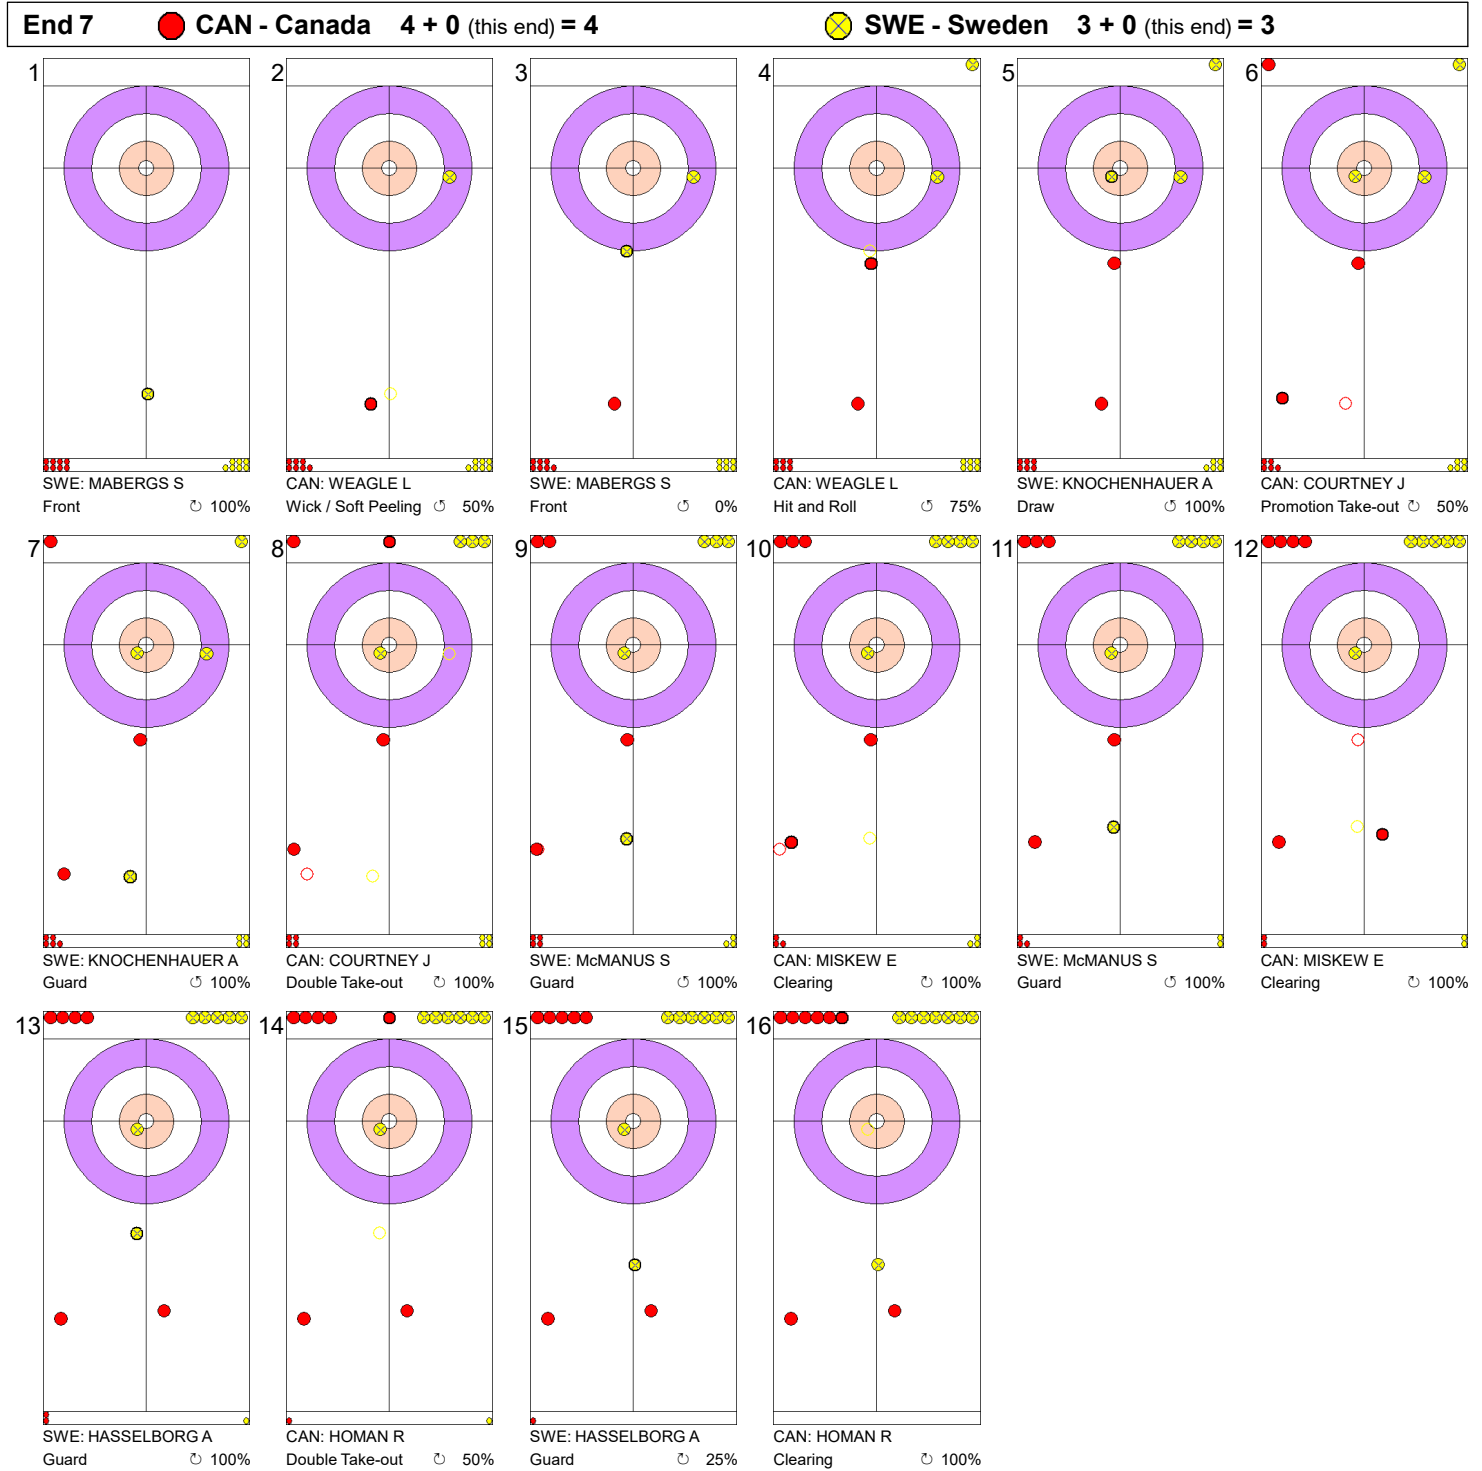 End 7 CAN - Canada 4 + 0 (this end) = 4 SWE - Sweden 3 + 0 (this end) = 3
1 2 3 4 5 6
SWE: MABERGS S
Front ↻ 100%
CAN: WEAGLE L
Wick / Soft Peeling ↺ 50%
SWE: MABERGS S
Front ↺ 0%
CAN: WEAGLE L
Hit and Roll ↺ 75%
SWE: KNOCHENHAUER A
Draw ↺ 100%
CAN: COURTNEY J
Promotion Take-out ↻ 50%
7 8 9 10 11 12
SWE: KNOCHENHAUER A
Guard ↺ 100%
CAN: COURTNEY J
Double Take-out ↺ 100%
SWE: McMANUS S
Guard ↺ 100%
CAN: MISKEW E
Clearing ↻ 100%
SWE: McMANUS S
Guard ↺ 100%
CAN: MISKEW E
Clearing ↻ 100%
13 14 15 16
SWE: HASSELBORG A
Guard ↻ 100%
CAN: HOMAN R
Double Take-out ↺ 50%
SWE: HASSELBORG A
Guard ↻ 25%
CAN: HOMAN R
Clearing ↻ 100%